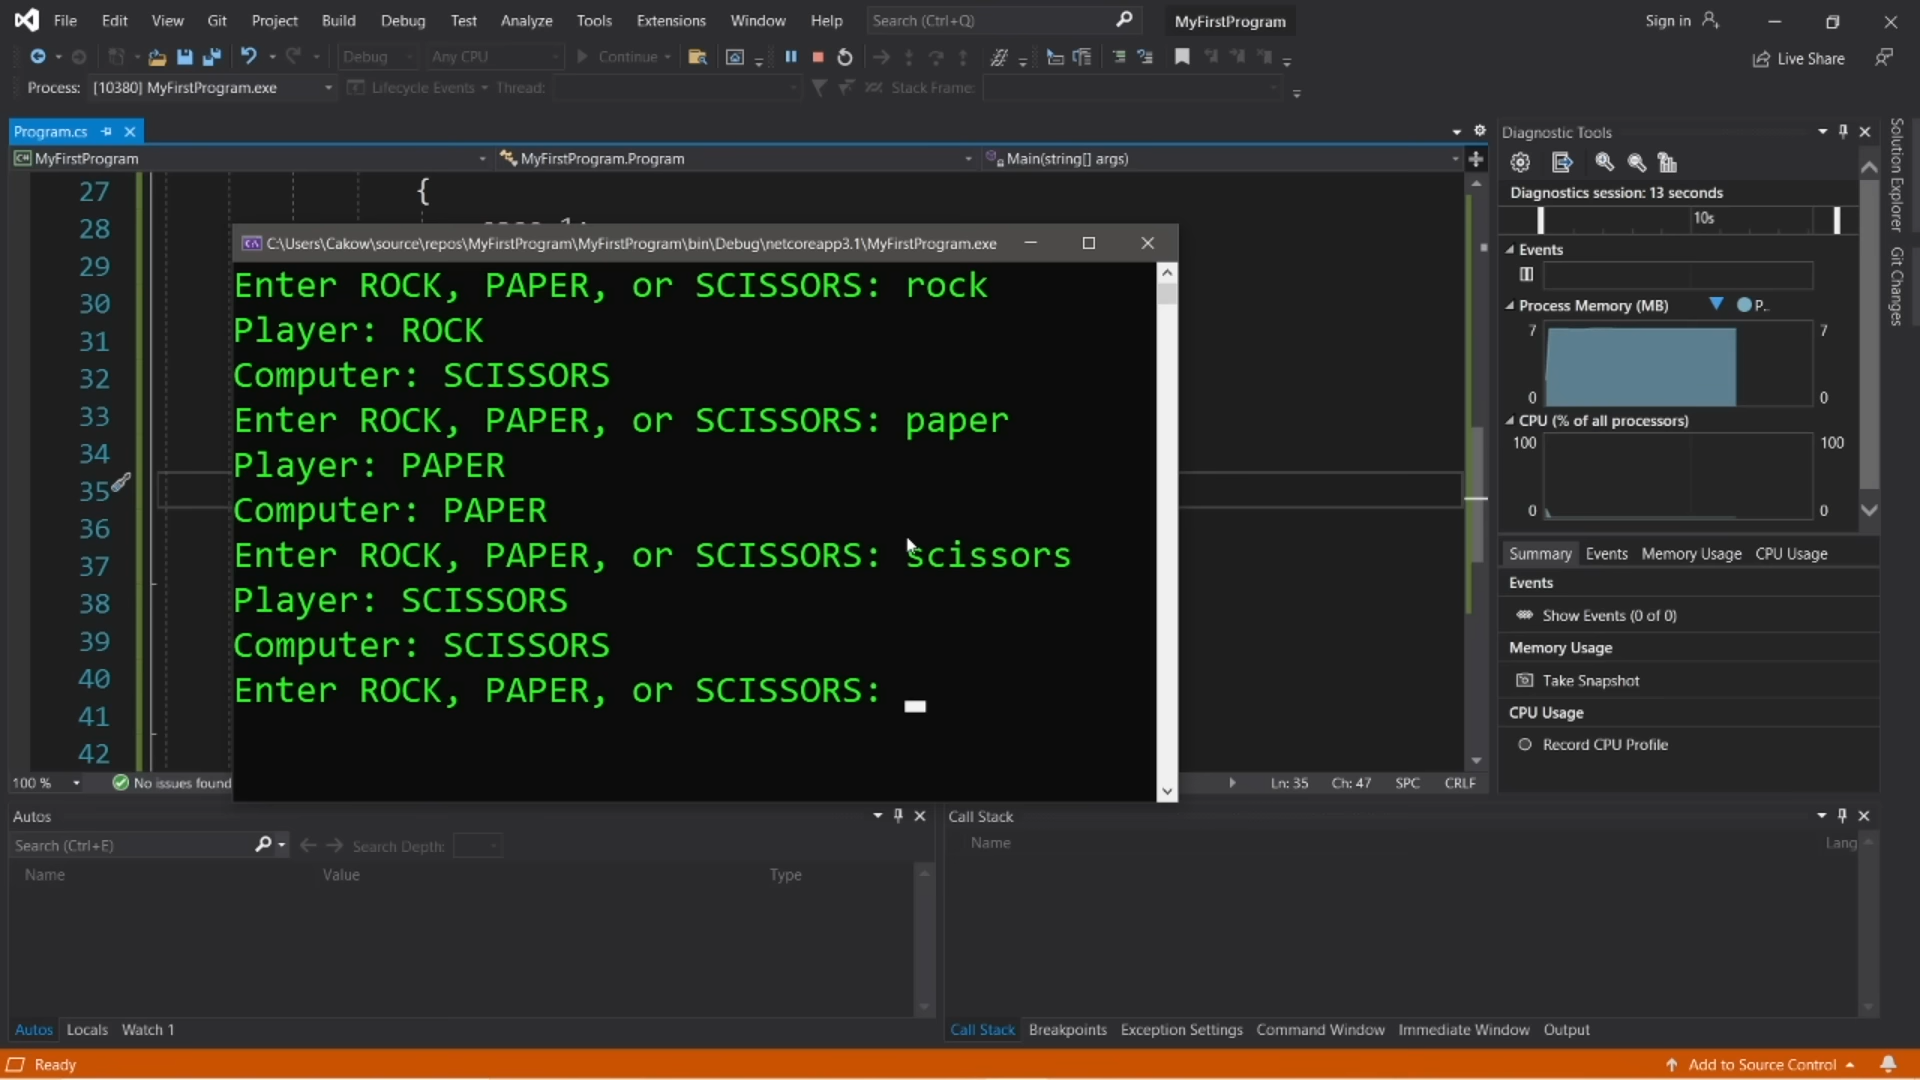 File Edit View Git Project Build Debug Test Analyze Tools Extensions Window Help Search (Ctrl+Q) MyFirstProgram Sign in
Debug Any CPU Continue Live Share
Process: [10380] MyFirstProgram.exe Lifecycle Events Thread: Stack Frame:
Program.cs
MyFirstProgram MyFirstProgram.Program Main(string[] args)
27 {
28
29
30
31
32
33
34
35
36
37
38
39
40
41
42
C:\Users\Cakow\source\repos\MyFirstProgram\MyFirstProgram\bin\Debug\netcoreapp3.1\MyFirstProgram.exe
Enter ROCK, PAPER, or SCISSORS: rock
Player: ROCK
Computer: SCISSORS
Enter ROCK, PAPER, or SCISSORS: paper
Player: PAPER
Computer: PAPER
Enter ROCK, PAPER, or SCISSORS: scissors
Player: SCISSORS
Computer: SCISSORS
Enter ROCK, PAPER, or SCISSORS:
100 % No issues found Ln: 35 Ch: 47 SPC CRLF
Diagnostic Tools
Diagnostics session: 13 seconds
10s
Events
Process Memory (MB) P...
7 7
0 0
CPU (% of all processors)
100 100
0 0
Summary Events Memory Usage CPU Usage
Events
Show Events (0 of 0)
Memory Usage
Take Snapshot
CPU Usage
Record CPU Profile
Solution Explorer
Git Changes
Autos
Search (Ctrl+E) Search Depth:
Name Value Type
Autos Locals Watch 1
Call Stack
Name Lang
Call Stack Breakpoints Exception Settings Command Window Immediate Window Output
Ready Add to Source Control